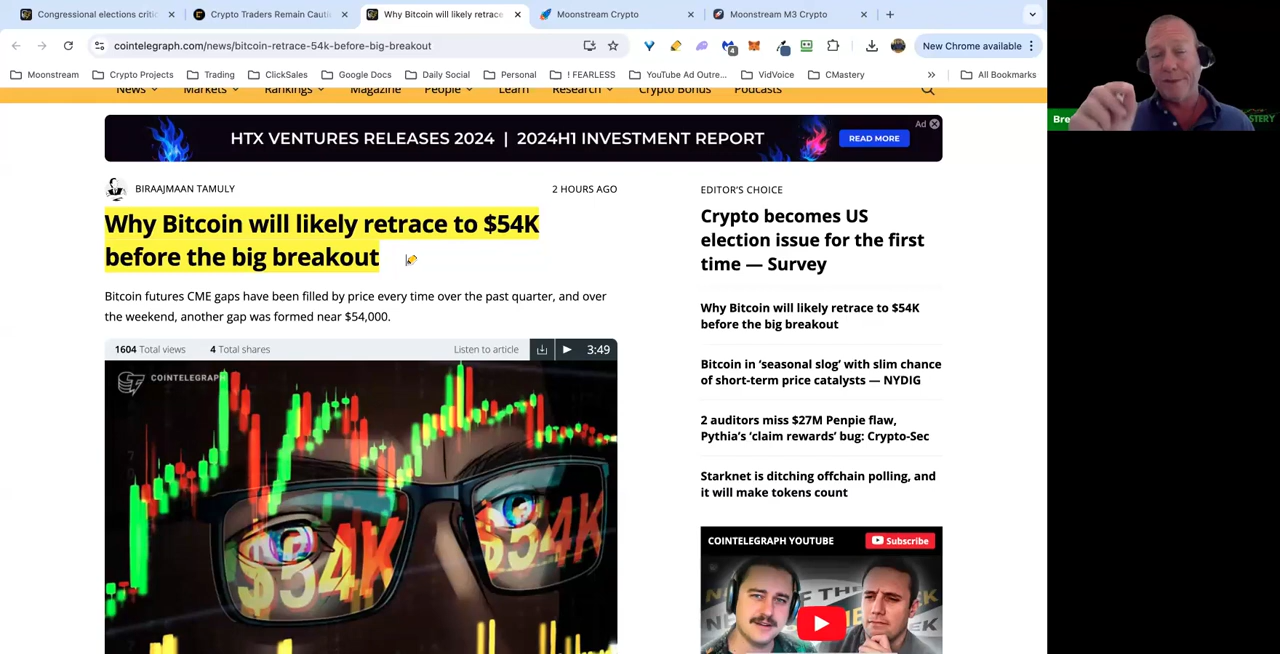 Congressional elections critic
Crypto Traders Remain Cauti
Why Bitcoin will likely retrace
Moonstream Crypto
Moonstream M3 Crypto
cointelegraph.com/news/bitcoin-retrace-54k-before-big-breakout
4
New Chrome available
Moonstream
Crypto Projects
Trading
ClickSales
Google Docs
Daily Social
Personal
! FEARLESS
YouTube Ad Outre...
VidVoice
CMastery
»
All Bookmarks
News
Markets
Rankings
Magazine
People
Learn
Research
Crypto Bonus
Podcasts
HTX VENTURES RELEASES 2024 | 2024H1 INVESTMENT REPORT
READ MORE
Ad
Bre
STERY
BIRAAJMAAN TAMULY
2 HOURS AGO
Why Bitcoin will likely retrace to $54K
before the big breakout
Bitcoin futures CME gaps have been filled by price every time over the past quarter, and over
the weekend, another gap was formed near $54,000.
1604 Total views
4 Total shares
Listen to article
3:49
COINTELEGRAPH
$54K
$54K
EDITOR'S CHOICE
Crypto becomes US
election issue for the first
time — Survey
Why Bitcoin will likely retrace to $54K
before the big breakout
Bitcoin in ‘seasonal slog’ with slim chance
of short-term price catalysts — NYDIG
2 auditors miss $27M Penpie flaw,
Pythia’s ‘claim rewards’ bug: Crypto-Sec
Starknet is ditching offchain polling, and
it will make tokens count
COINTELEGRAPH YOUTUBE
Subscribe